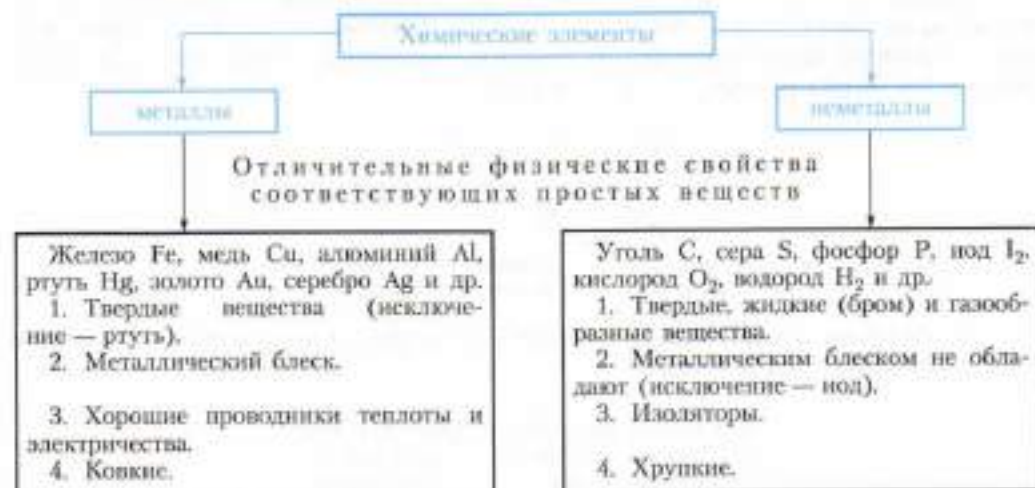 Химические элементы
металлы
неметаллы
Отличительные физические свойства
соответствующих простых веществ
Железо Fe, медь Cu, алюминий Al,
ртуть Hg, золото Au, серебро Ag и др.
1. Твердые вещества (исключе-
ние — ртуть).
2. Металлический блеск.
3. Хорошие проводники теплоты и
электричества.
4. Ковкие.
Уголь C, сера S, фосфор P, иод I₂,
кислород O₂, водород H₂ и др.
1. Твердые, жидкие (бром) и газооб-
разные вещества.
2. Металлическим блеском не обла-
дают (исключение — иод).
3. Изоляторы.
4. Хрупкие.